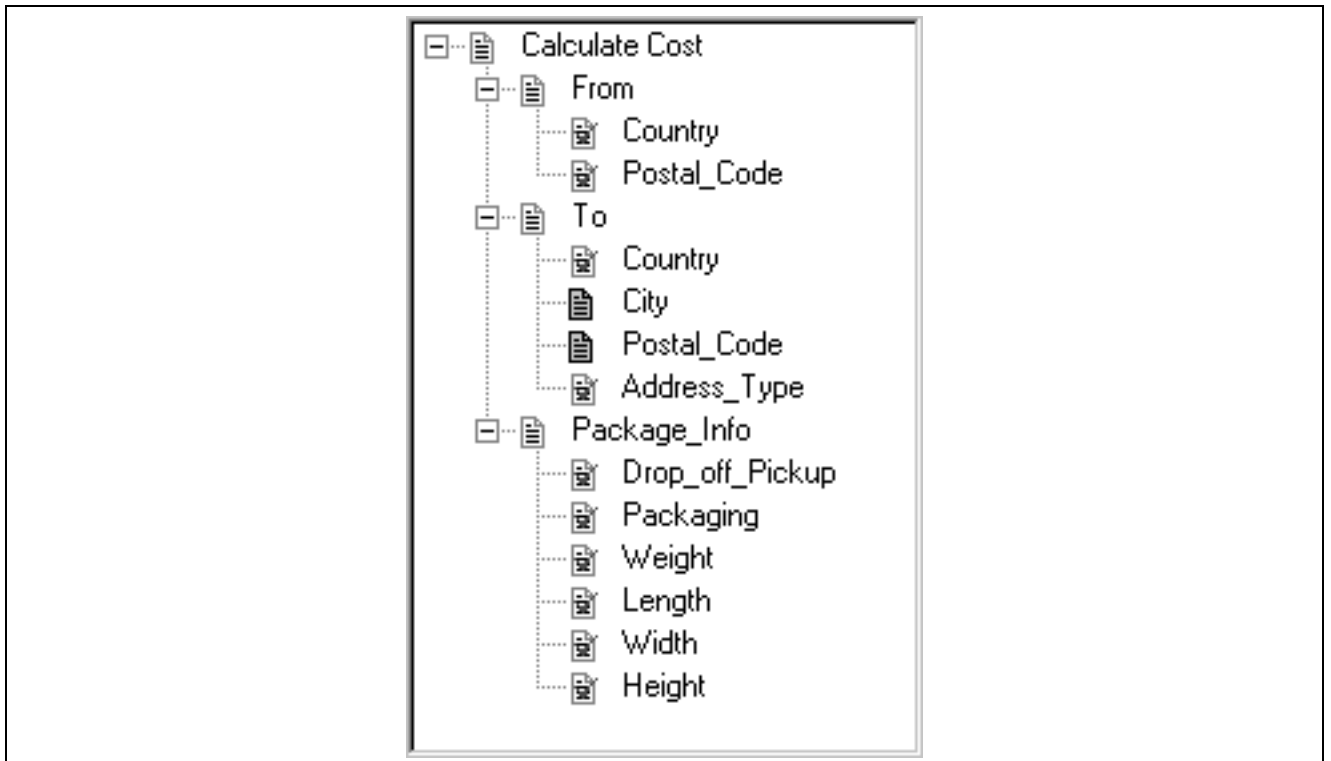 Calculate Cost
From
Country
Postal_Code
To
Country
City
Postal_Code
Address_Type
Package_Info
Drop_off_Pickup
Packaging
Weight
Length
Width
Height